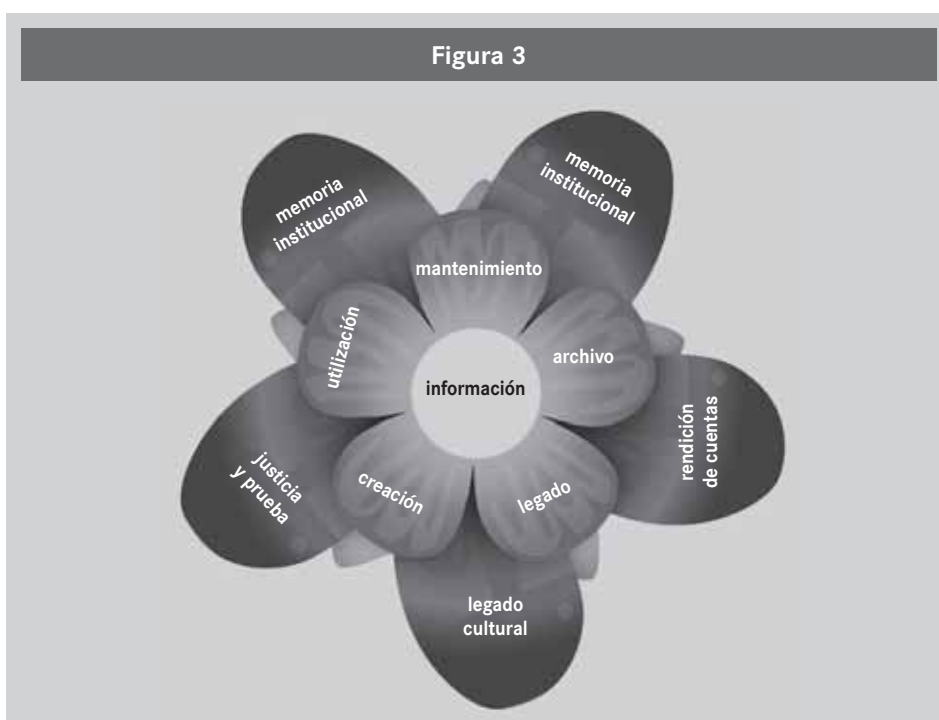 Figura 3
memoria
institucional
memoria
institucional
mantenimiento
utilización
archivo
información
rendición
de cuentas
justicia
y prueba
creación
legado
legado
cultural